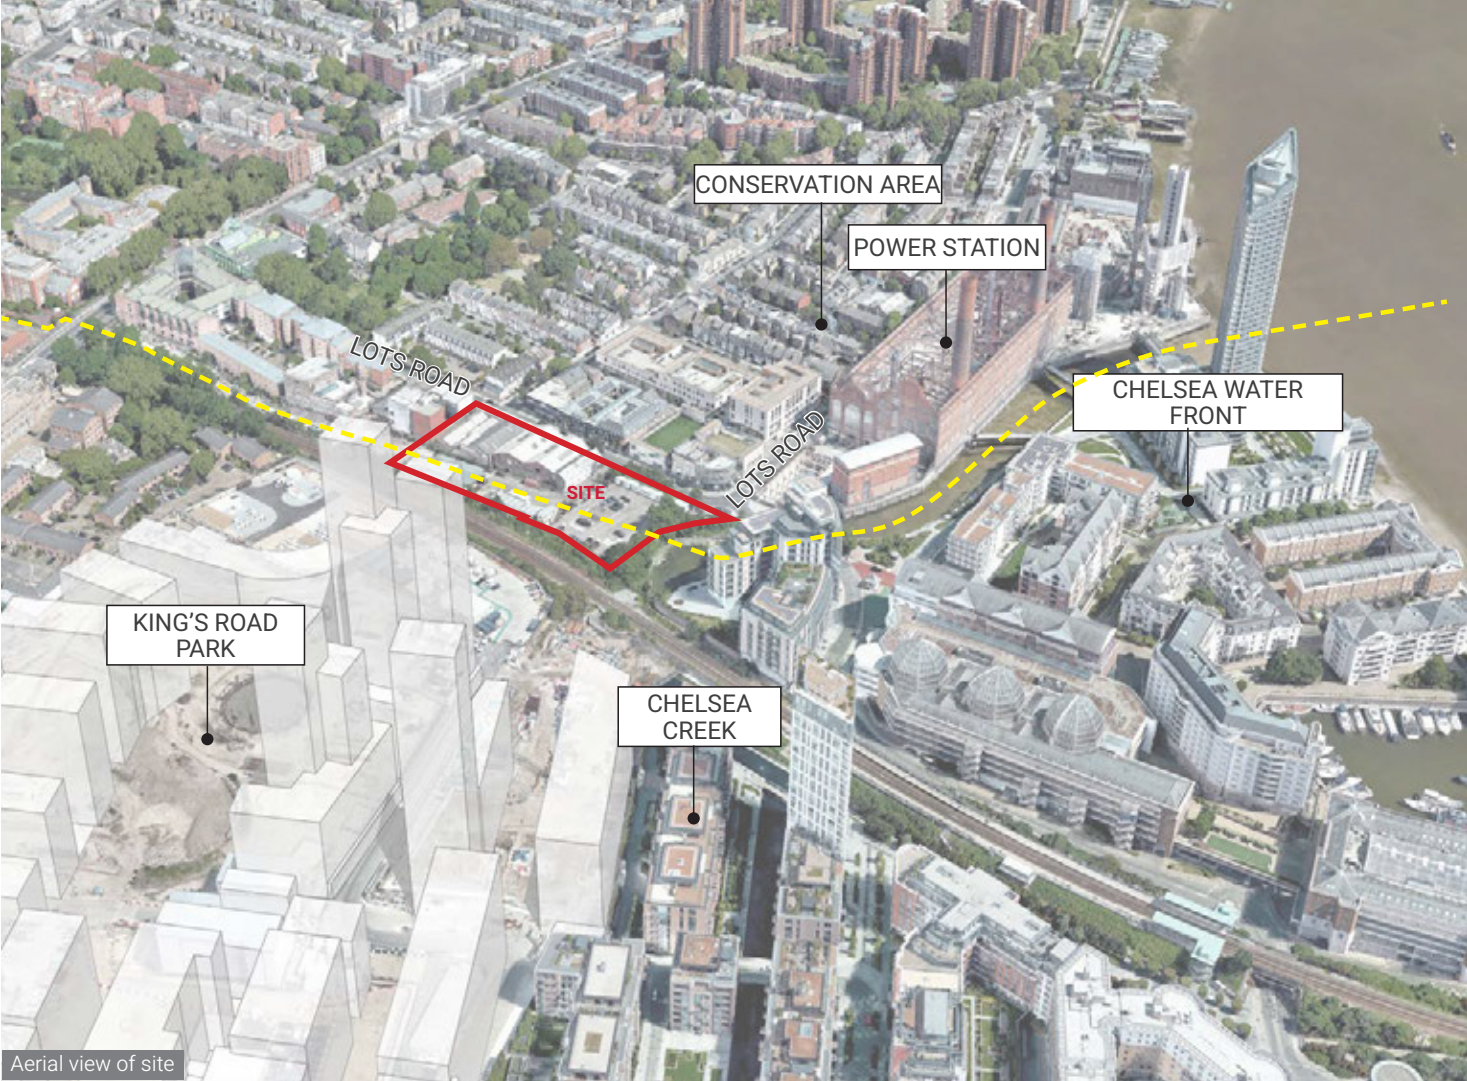 CONSERVATION AREA
POWER STATION
LOTS ROAD
CHELSEA WATER
FRONT
LOTS ROAD
SITE
KING’S ROAD
PARK
CHELSEA
CREEK
Aerial view of site